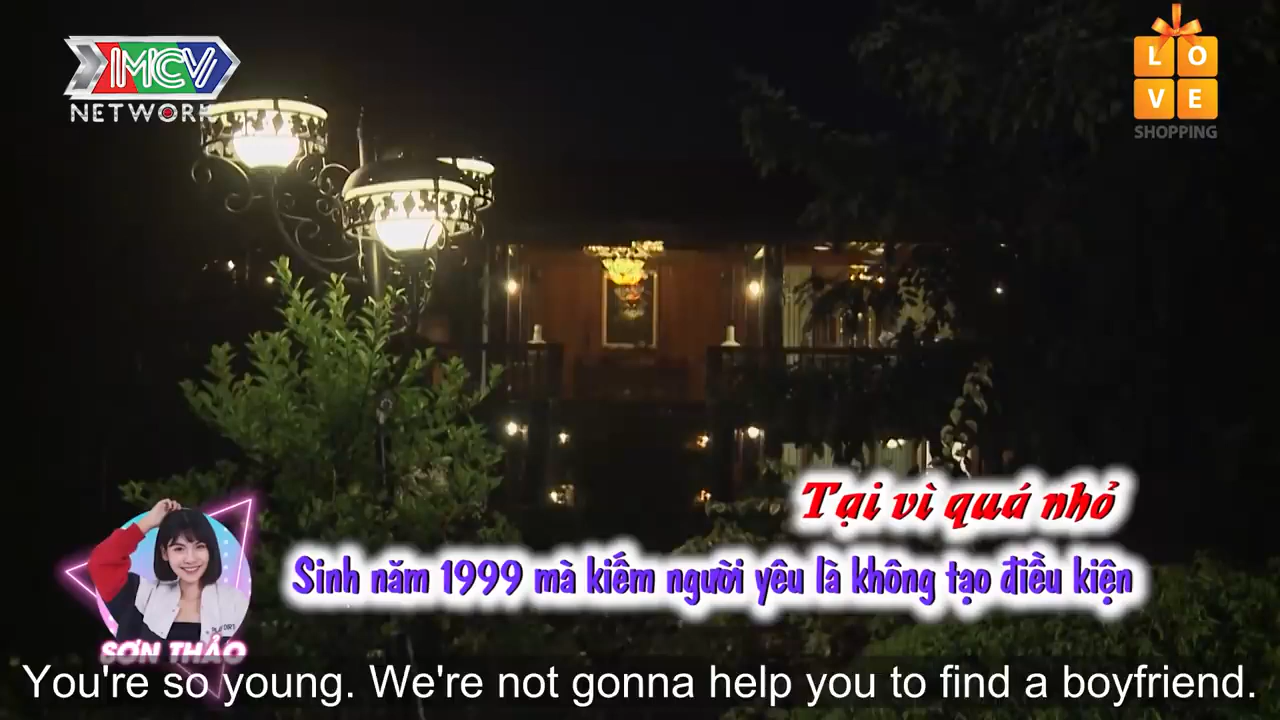 MCV
NETWORK
L O
V E
SHOPPING
Tại vì quá nhỏ
Sinh năm 1999 mà kiếm người yêu là không tạo điều kiện
SƠN THẢO
You're so young. We're not gonna help you to find a boyfriend.